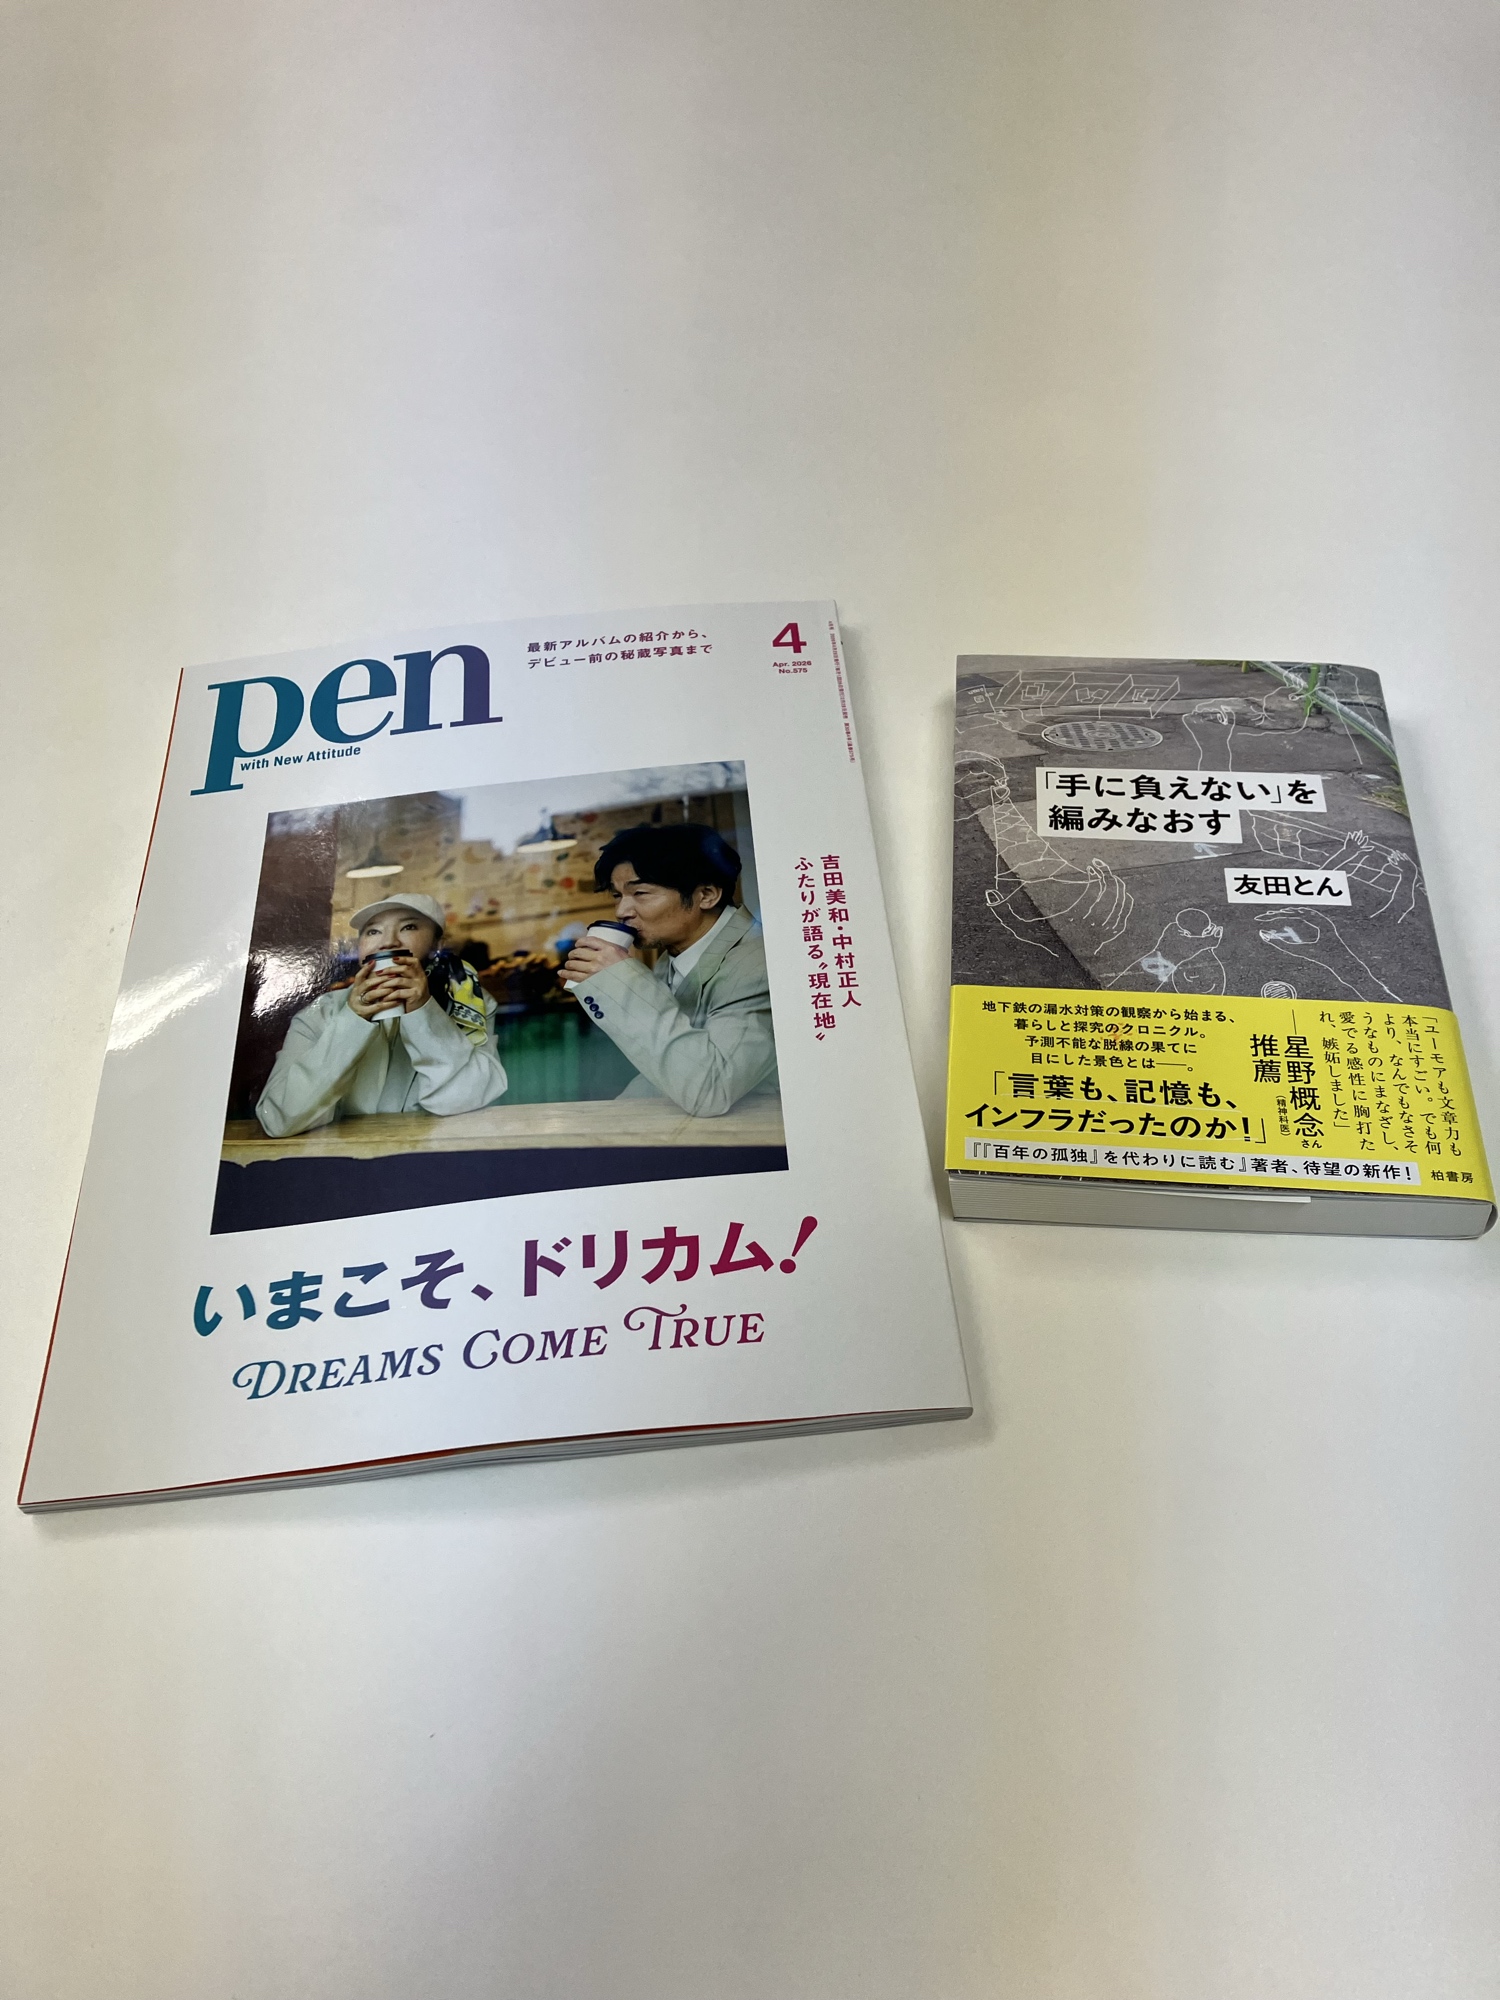 pen
with New Attitude
最新アルバムの紹介から、
デビュー前の秘蔵写真まで
4
Apr. 2026
No.575
吉田美和・中村正人
ふたりが語る〝現在地〟
いまこそ、ドリカム!
DREAMS COME TRUE
「手に負えない」を
編みなおす
友田とん
地下鉄の漏水対策の観察から始まる、
暮らしと探究のクロニクル。
予測不能な脱線の果てに
目にした景色とは——。
「言葉も、記憶も、
インフラだったのか!」
「ユーモアも文章力も
本当にすごい。でも何
より、なんでもなさそ
うなものにまなざし、
愛でる感性に胸打た
れ、嫉妬しました」
——星野概念さん
(精神科医)
推薦
『『百年の孤独』を代わりに読む』著者、待望の新作!
柏書房